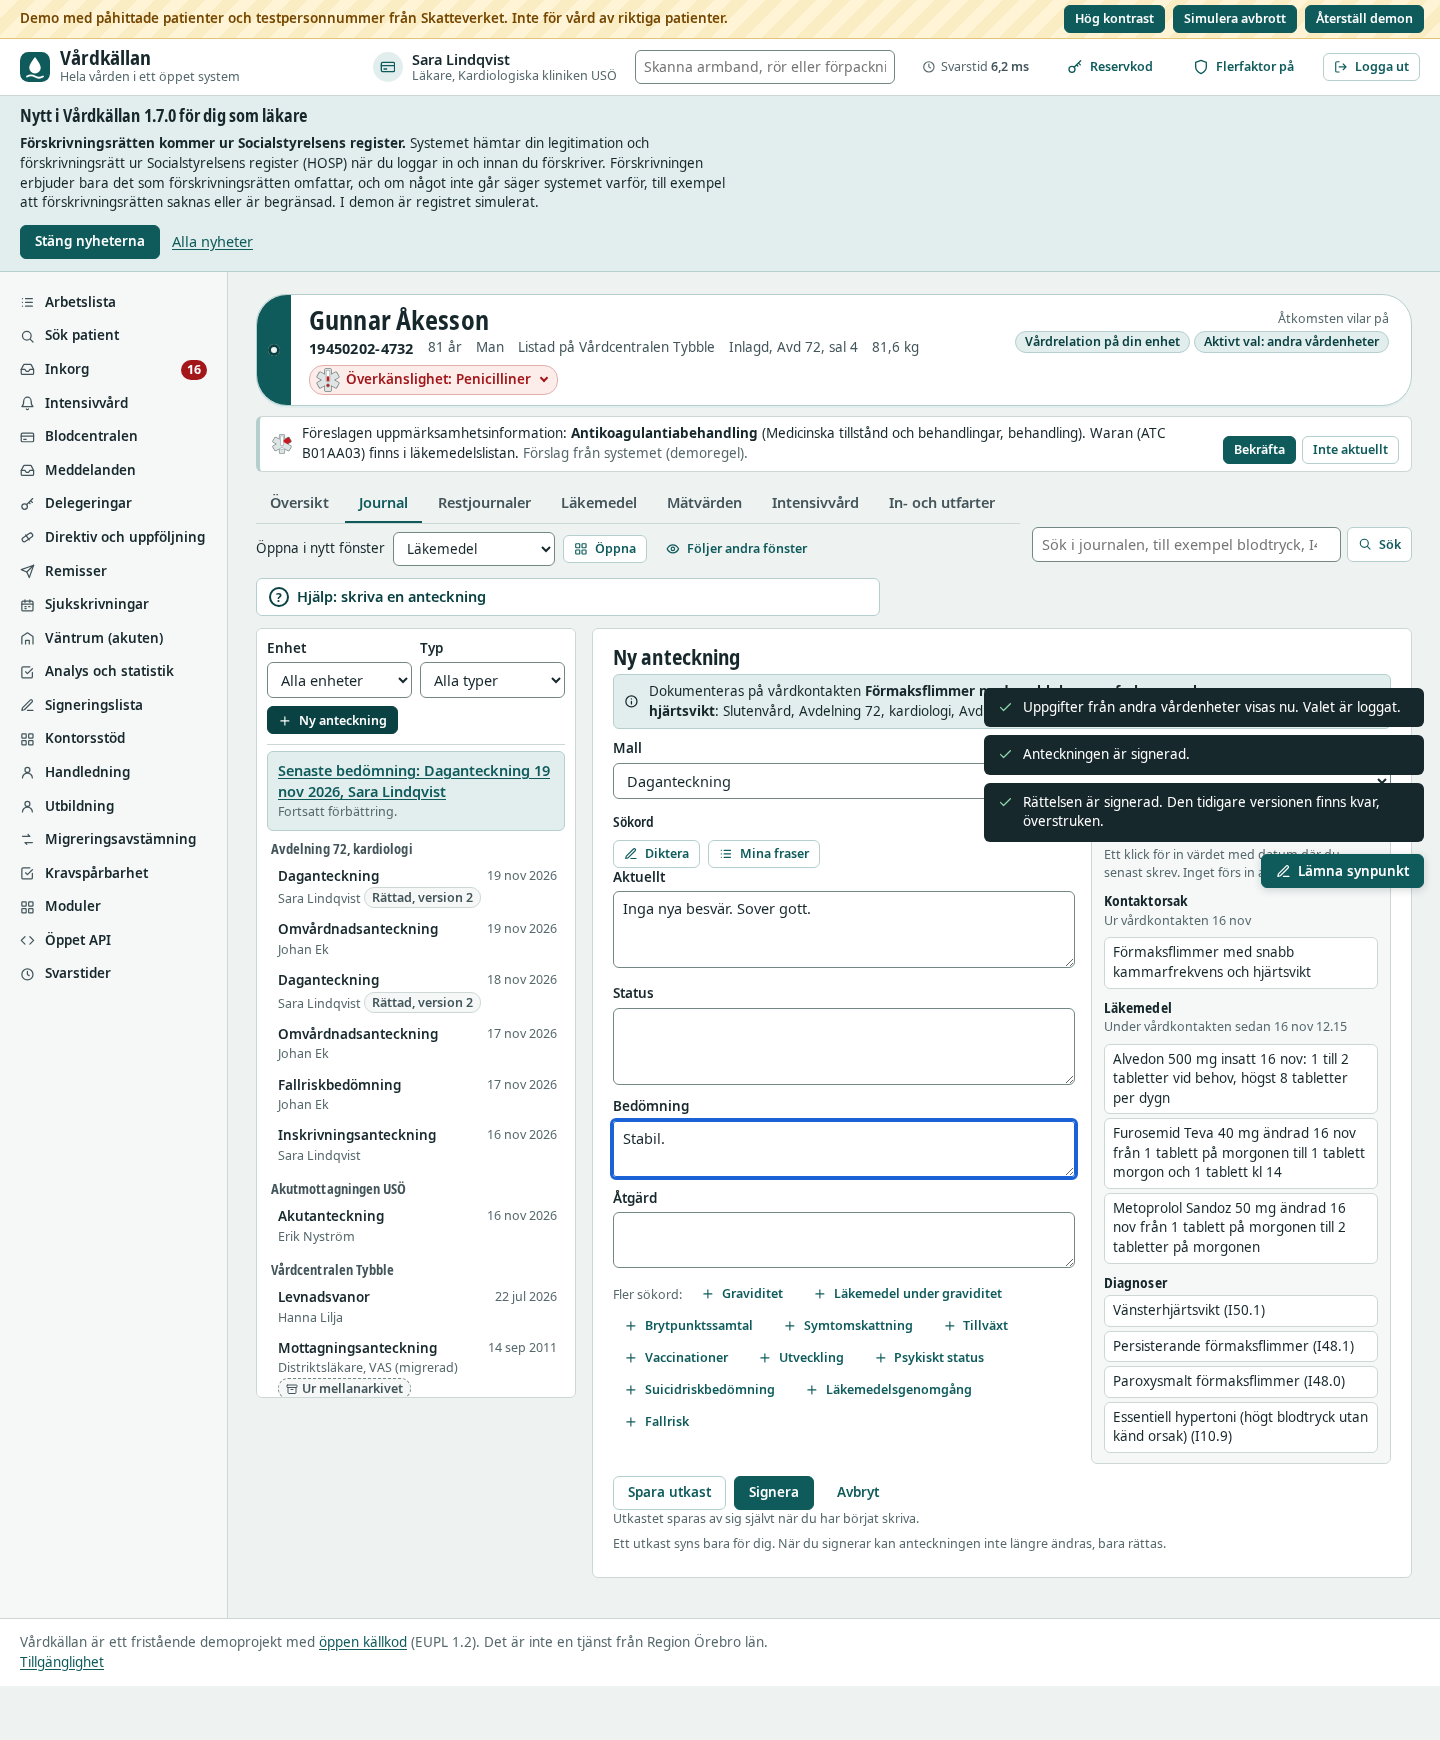 Demo med påhittade patienter och testpersonnummer från Skatteverket. Inte för vård av riktiga patienter.
Hög kontrast
Simulera avbrott
Återställ demon
Vårdkällan
Hela vården i ett öppet system
Sara Lindqvist
Läkare, Kardiologiska kliniken USÖ
Skanna armband, rör eller förpackni
Svarstid 6,2 ms
Reservkod
Flerfaktor på
Logga ut
Nytt i Vårdkällan 1.7.0 för dig som läkare
Förskrivningsrätten kommer ur Socialstyrelsens register. Systemet hämtar din legitimation och
förskrivningsrätt ur Socialstyrelsens register (HOSP) när du loggar in och innan du förskriver. Förskrivningen
erbjuder bara det som förskrivningsrätten omfattar, och om något inte går säger systemet varför, till exempel
att förskrivningsrätten saknas eller är begränsad. I demon är registret simulerat.
Stäng nyheterna
Alla nyheter
Arbetslista
Sök patient
Inkorg
16
Intensivvård
Blodcentralen
Meddelanden
Delegeringar
Direktiv och uppföljning
Remisser
Sjukskrivningar
Väntrum (akuten)
Analys och statistik
Signeringslista
Kontorsstöd
Handledning
Utbildning
Migreringsavstämning
Kravspårbarhet
Moduler
Öppet API
Svarstider
Gunnar Åkesson
19450202-4732 81 år Man Listad på Vårdcentralen Tybble Inlagd, Avd 72, sal 4 81,6 kg
Överkänslighet: Penicilliner
Åtkomsten vilar på
Vårdrelation på din enhet
Aktivt val: andra vårdenheter
Föreslagen uppmärksamhetsinformation: Antikoagulantiabehandling (Medicinska tillstånd och behandlingar, behandling). Waran (ATC
B01AA03) finns i läkemedelslistan. Förslag från systemet (demoregel).
Bekräfta
Inte aktuellt
Översikt
Journal
Restjournaler
Läkemedel
Mätvärden
Intensivvård
In- och utfarter
Öppna i nytt fönster
Läkemedel
Öppna
Följer andra fönster
Sök i journalen, till exempel blodtryck, I
Sök
Hjälp: skriva en anteckning
Enhet
Typ
Alla enheter
Alla typer
Ny anteckning
Senaste bedömning: Daganteckning 19
nov 2026, Sara Lindqvist
Fortsatt förbättring.
Avdelning 72, kardiologi
Daganteckning 19 nov 2026
Sara Lindqvist Rättad, version 2
Omvårdnadsanteckning 19 nov 2026
Johan Ek
Daganteckning 18 nov 2026
Sara Lindqvist Rättad, version 2
Omvårdnadsanteckning 17 nov 2026
Johan Ek
Fallriskbedömning 17 nov 2026
Johan Ek
Inskrivningsanteckning 16 nov 2026
Sara Lindqvist
Akutmottagningen USÖ
Akutanteckning 16 nov 2026
Erik Nyström
Vårdcentralen Tybble
Levnadsvanor 22 jul 2026
Hanna Lilja
Mottagningsanteckning 14 sep 2011
Distriktsläkare, VAS (migrerad)
Ur mellanarkivet
Ny anteckning
Dokumenteras på vårdkontakten Förmaksflimmer
hjärtsvikt: Slutenvård, Avdelning 72, kardiologi, Avd
Uppgifter från andra vårdenheter visas nu. Valet är loggat.
Anteckningen är signerad.
Rättelsen är signerad. Den tidigare versionen finns kvar,
överstruken.
Mall
Daganteckning
Sökord
Diktera
Mina fraser
Aktuellt
Inga nya besvär. Sover gott.
Status
Bedömning
Stabil.
Åtgärd
Fler sökord:
Graviditet
Läkemedel under graviditet
Brytpunktssamtal
Symtomskattning
Tillväxt
Vaccinationer
Utveckling
Psykiskt status
Suicidriskbedömning
Läkemedelsgenomgång
Fallrisk
Ett klick för in värdet med datum där du
senast skrev. Inget förs in
Lämna synpunkt
Kontaktorsak
Ur vårdkontakten 16 nov
Förmaksflimmer med snabb
kammarfrekvens och hjärtsvikt
Läkemedel
Under vårdkontakten sedan 16 nov 12.15
Alvedon 500 mg insatt 16 nov: 1 till 2
tabletter vid behov, högst 8 tabletter
per dygn
Furosemid Teva 40 mg ändrad 16 nov
från 1 tablett på morgonen till 1 tablett
morgon och 1 tablett kl 14
Metoprolol Sandoz 50 mg ändrad 16
nov från 1 tablett på morgonen till 2
tabletter på morgonen
Diagnoser
Vänsterhjärtsvikt (I50.1)
Persisterande förmaksflimmer (I48.1)
Paroxysmalt förmaksflimmer (I48.0)
Essentiell hypertoni (högt blodtryck utan
känd orsak) (I10.9)
Spara utkast
Signera
Avbryt
Utkastet sparas av sig självt när du har börjat skriva.
Ett utkast syns bara för dig. När du signerar kan anteckningen inte längre ändras, bara rättas.
Vårdkällan är ett fristående demoprojekt med öppen källkod (EUPL 1.2). Det är inte en tjänst från Region Örebro län.
Tillgänglighet